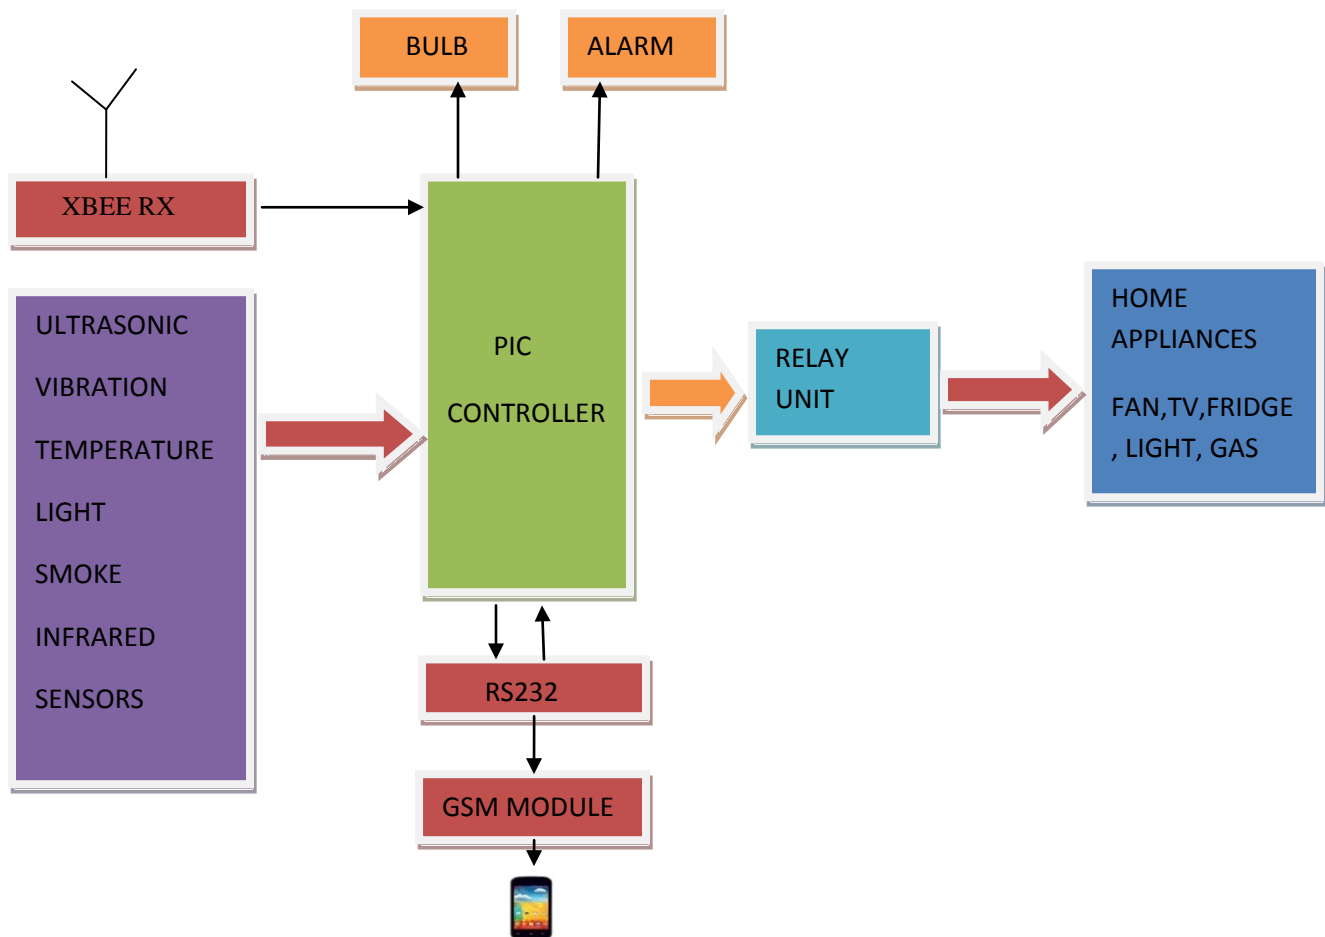 BULB
ALARM
XBEE RX
ULTRASONIC
VIBRATION
TEMPERATURE
LIGHT
SMOKE
INFRARED
SENSORS
PIC
CONTROLLER
RELAY
UNIT
HOME
APPLIANCES
FAN,TV,FRIDGE
, LIGHT, GAS
RS232
GSM MODULE